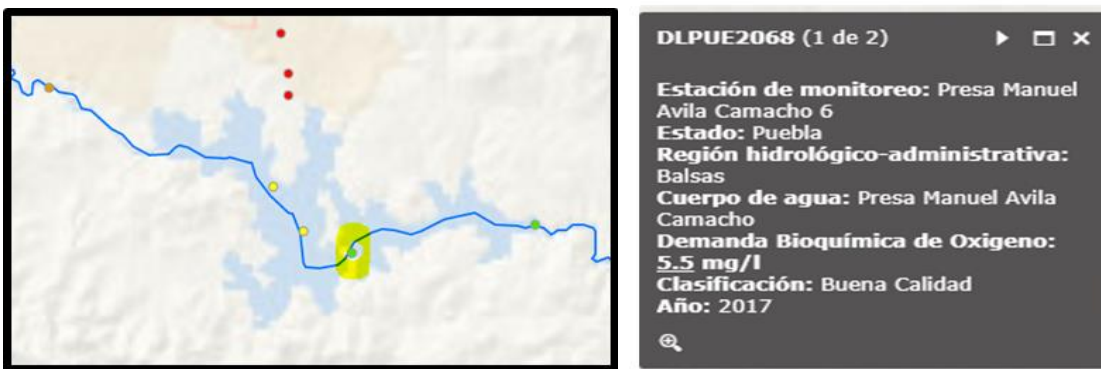 DLPUE2068 (1 de 2)
Estación de monitoreo: Presa Manuel
Avila Camacho 6
Estado: Puebla
Región hidrológico-administrativa:
Balsas
Cuerpo de agua: Presa Manuel Avila
Camacho
Demanda Bioquímica de Oxigeno:
5.5 mg/l
Clasificación: Buena Calidad
Año: 2017